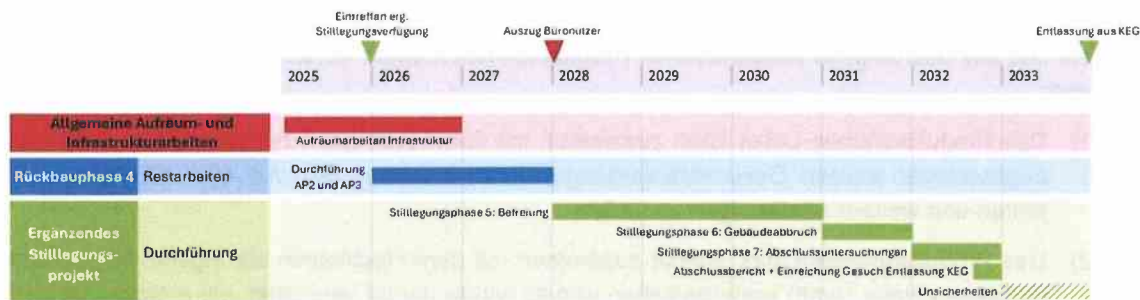 Eintreffen erg.
Stilllegungsverfügung
Auszug Büronutzer
Entlassung aus KEG
2025 2026 2027 2028 2029 2030 2031 2032 2033
Allgemeine Aufräum- und
Infrastrukturarbeiten
Aufräumarbeiten Infrastruktur
Rückbauphase 4
Restarbeiten
Durchführung
AP2 und AP3
Ergänzendes
Stilllegungs-
projekt
Durchführung
Stilllegungsphase 5: Befreiung
Stilllegungsphase 6: Gebäudeabbruch
Stilllegungsphase 7: Abschlussuntersuchungen
Abschlussbericht + Einreichung Gesuch Entlassung KEG
Unsicherheiten